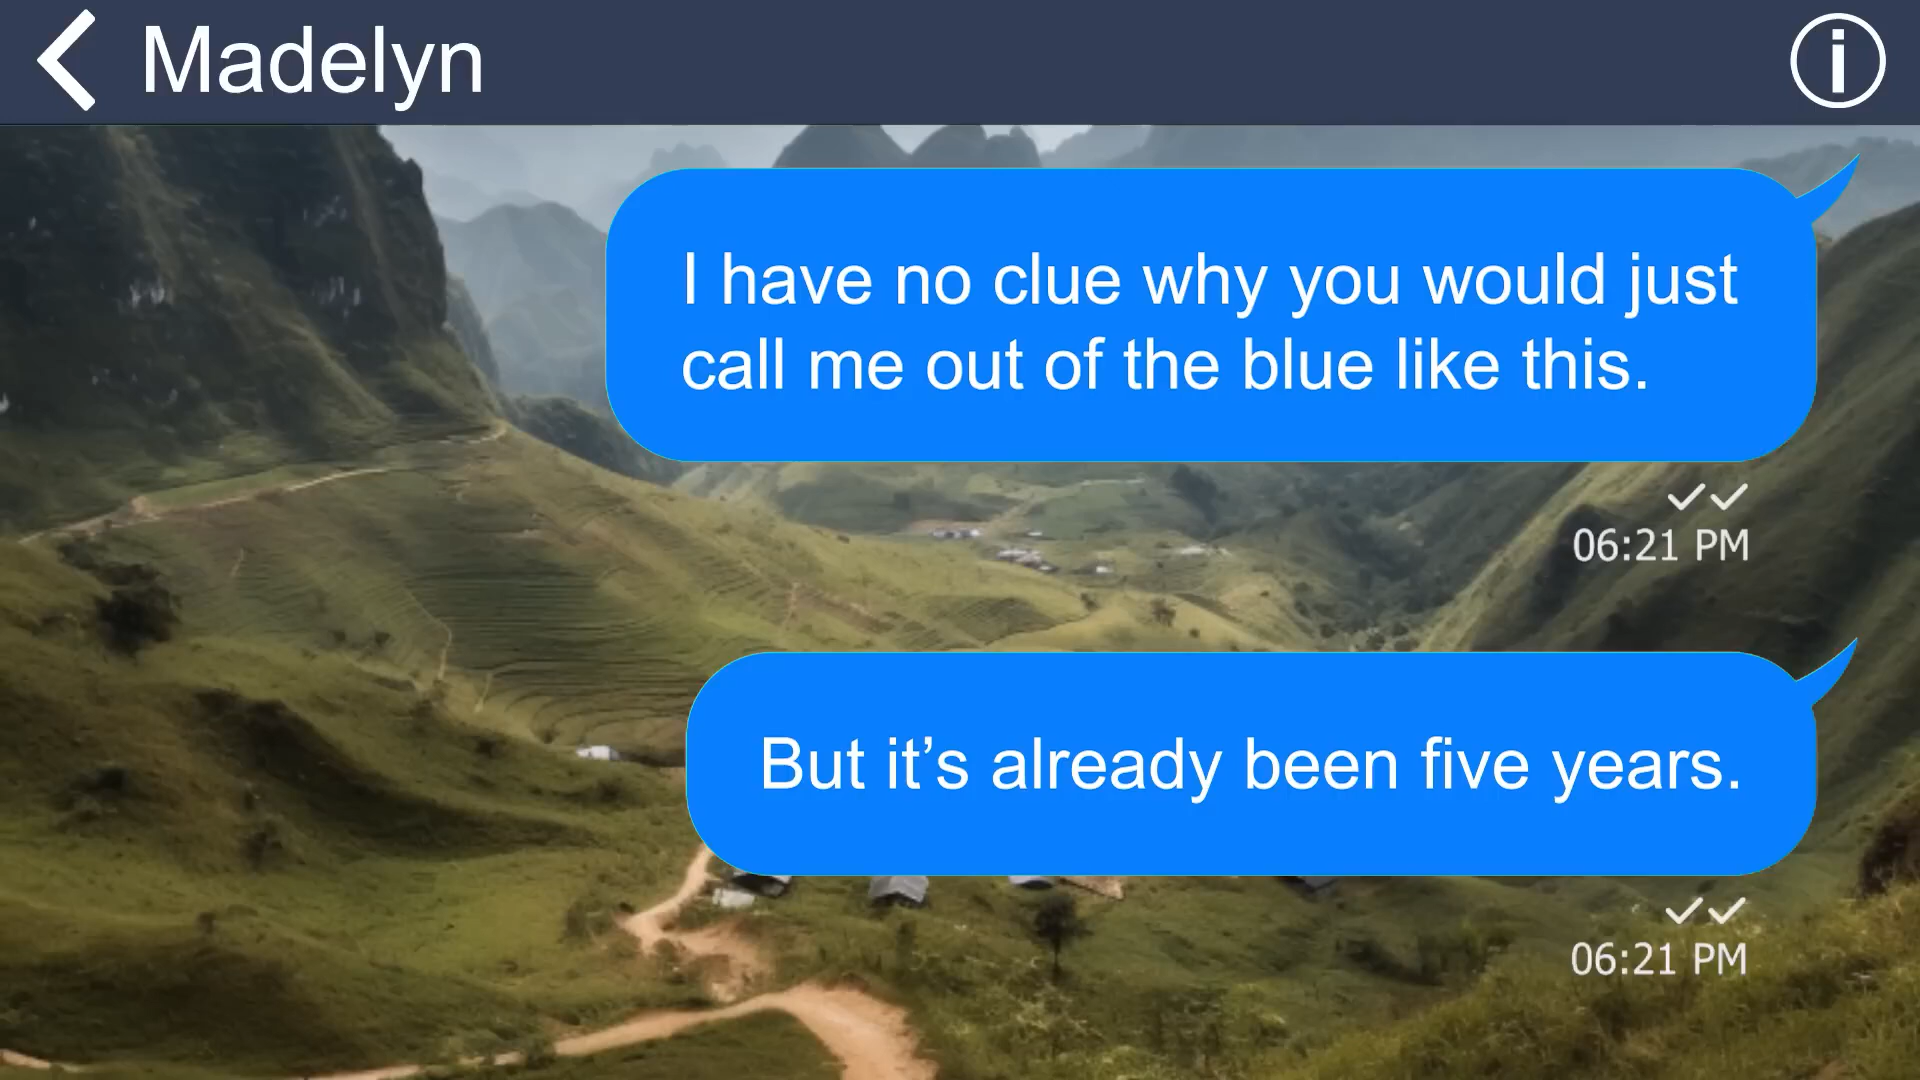 Madelyn
I have no clue why you would just
call me out of the blue like this.
06:21 PM
But it’s already been five years.
06:21 PM